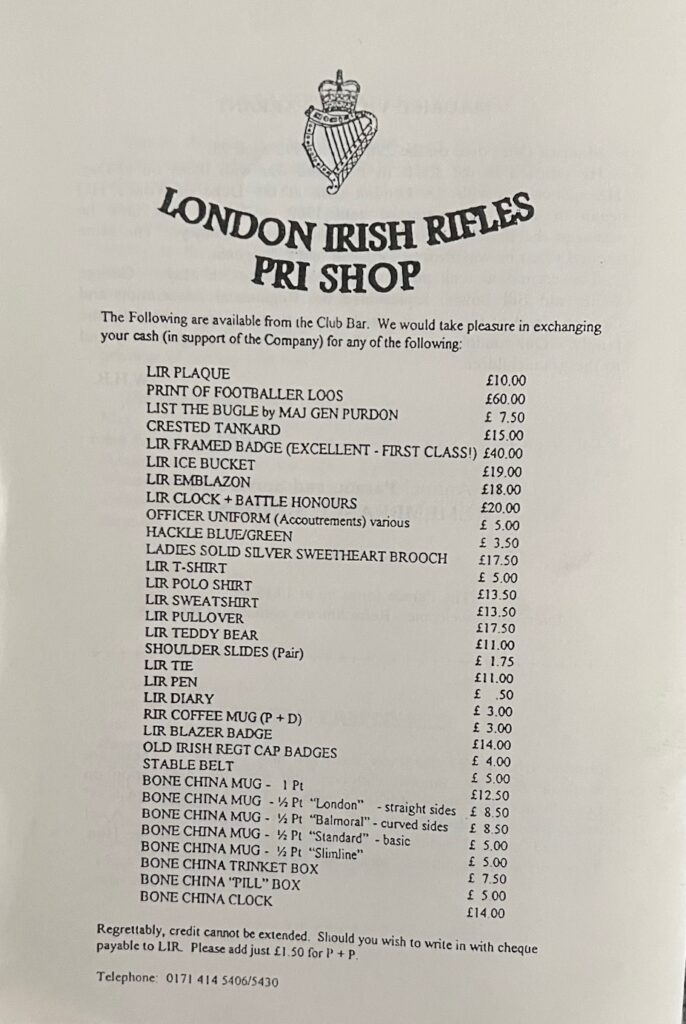 LONDON IRISH RIFLES
PRI SHOP
The Following are available from the Club Bar. We would take pleasure in exchanging
your cash (in support of the Company) for any of the following:
LIR PLAQUE £10.00
PRINT OF FOOTBALLER LOOS £60.00
LIST THE BUGLE by MAJ GEN PURDON £ 7.50
CRESTED TANKARD £15.00
LIR FRAMED BADGE (EXCELLENT - FIRST CLASS!) £40.00
LIR ICE BUCKET £19.00
LIR EMBLAZON £18.00
LIR CLOCK + BATTLE HONOURS £20.00
OFFICER UNIFORM (Accoutrements) various £ 5.00
HACKLE BLUE/GREEN £ 3.50
LADIES SOLID SILVER SWEETHEART BROOCH £17.50
LIR T-SHIRT £ 5.00
LIR POLO SHIRT £13.50
LIR SWEATSHIRT £13.50
LIR PULLOVER £17.50
LIR TEDDY BEAR £11.00
SHOULDER SLIDES (Pair) £ 1.75
LIR TIE £11.00
LIR PEN £ .50
LIR DIARY £ 3.00
RIR COFFEE MUG (P + D) £ 3.00
LIR BLAZER BADGE £14.00
OLD IRISH REGT CAP BADGES £ 4.00
STABLE BELT £ 5.00
BONE CHINA MUG - 1 Pt £12.50
BONE CHINA MUG - ½ Pt "London" - straight sides £ 8.50
BONE CHINA MUG - ½ Pt "Balmoral" - curved sides £ 8.50
BONE CHINA MUG - ½ Pt "Standard" - basic £ 5.00
BONE CHINA MUG - ½ Pt "Slimline" £ 5.00
BONE CHINA TRINKET BOX £ 7.50
BONE CHINA "PILL" BOX £ 5.00
BONE CHINA CLOCK £14.00
Regrettably, credit cannot be extended. Should you wish to write in with cheque
payable to LIR. Please add just £1.50 for P + P.
Telephone: 0171 414 5406/5430